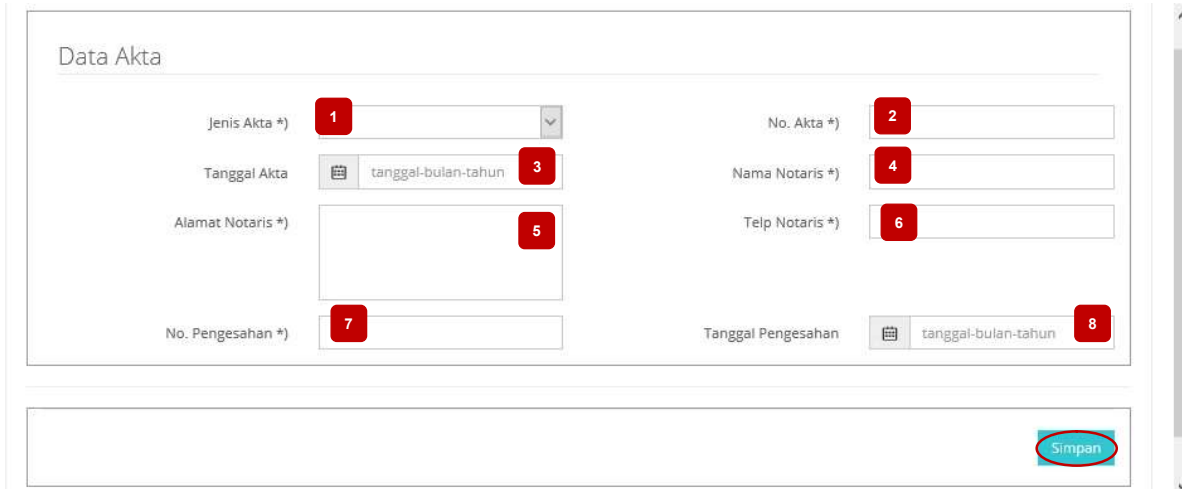 Data Akta
Jenis Akta *) 1 No. Akta *) 2
Tanggal Akta tanggal-bulan-tahun 3 Nama Notaris *) 4
Alamat Notaris *) 5 Telp Notaris *) 6
No. Pengesahan *) 7 Tanggal Pengesahan tanggal-bulan-tahun 8
Simpan